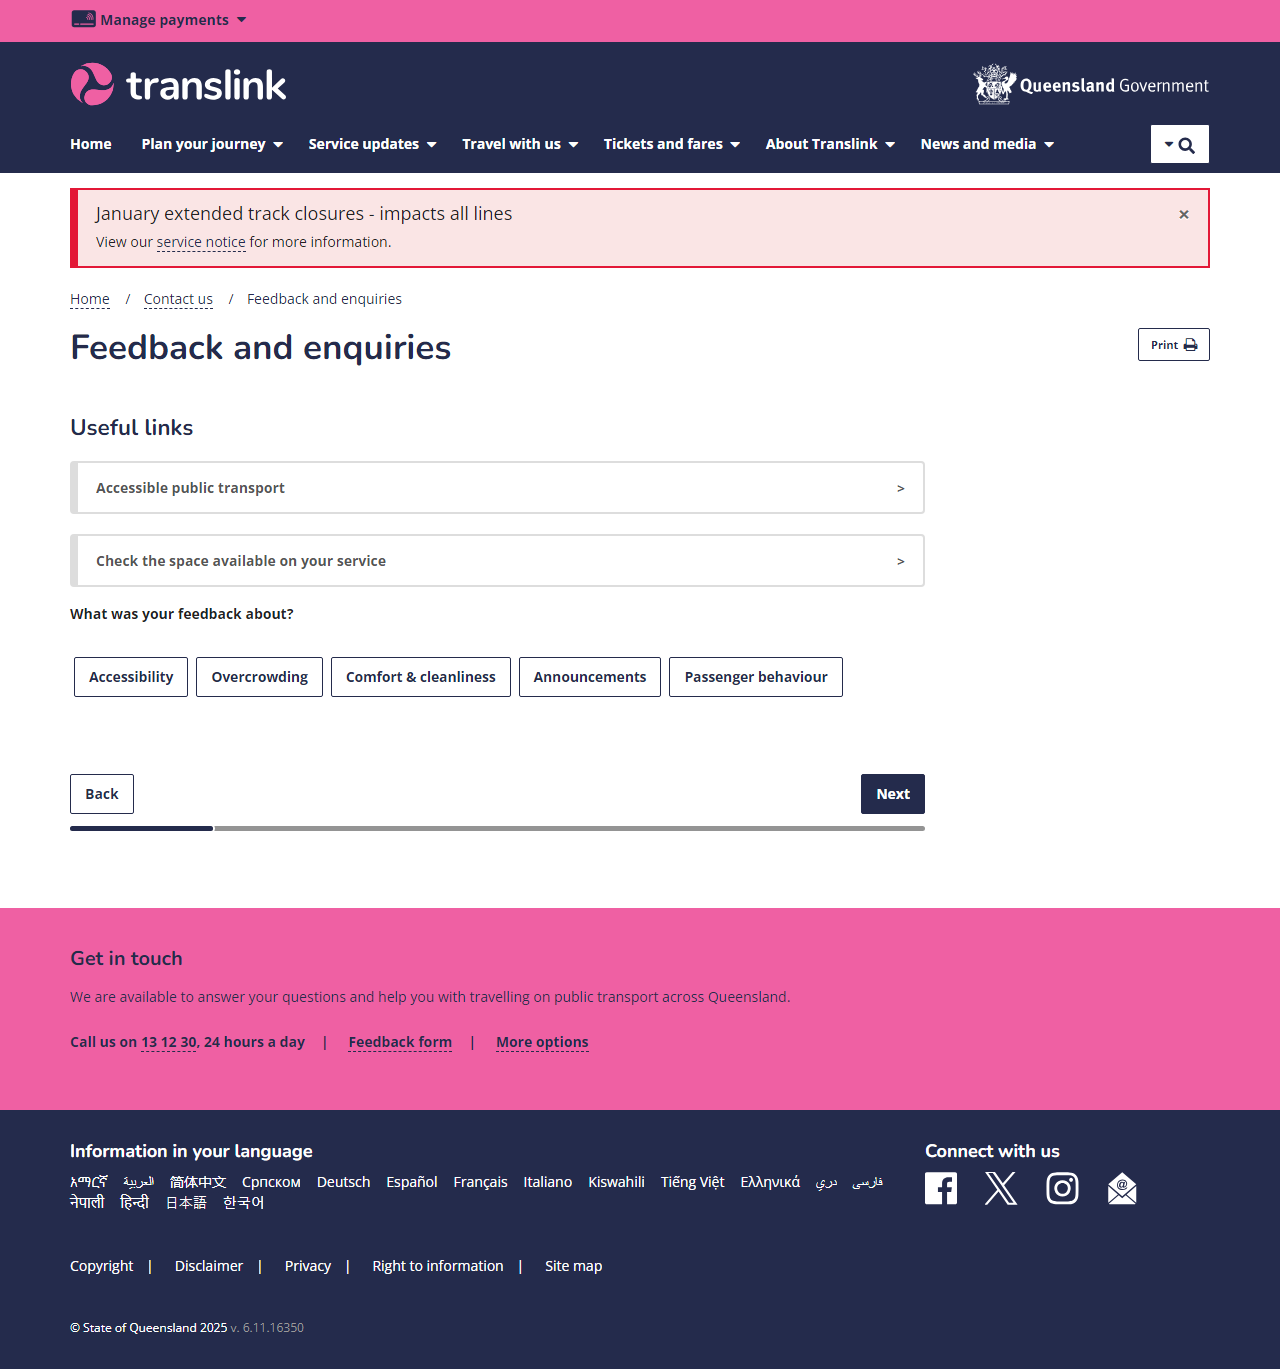 Manage payments
translink
Queensland Government
Home Plan your journey Service updates Travel with us Tickets and fares About Translink News and media
January extended track closures - impacts all lines
×
View our service notice for more information.
Home / Contact us / Feedback and enquiries
Feedback and enquiries
Print
Useful links
Accessible public transport >
Check the space available on your service >
What was your feedback about?
Accessibility Overcrowding Comfort & cleanliness Announcements Passenger behaviour
Back Next
Get in touch
We are available to answer your questions and help you with travelling on public transport across Queensland.
Call us on 13 12 30, 24 hours a day | Feedback form | More options
Information in your language
አማርኛ العربية 简体中文 Српском Deutsch Español Français Italiano Kiswahili Tiếng Việt Ελληνικά دري فارسی
नेपाली हिन्दी 日本語 한국어
Connect with us
Copyright | Disclaimer | Privacy | Right to information | Site map
© State of Queensland 2025 v. 6.11.16350